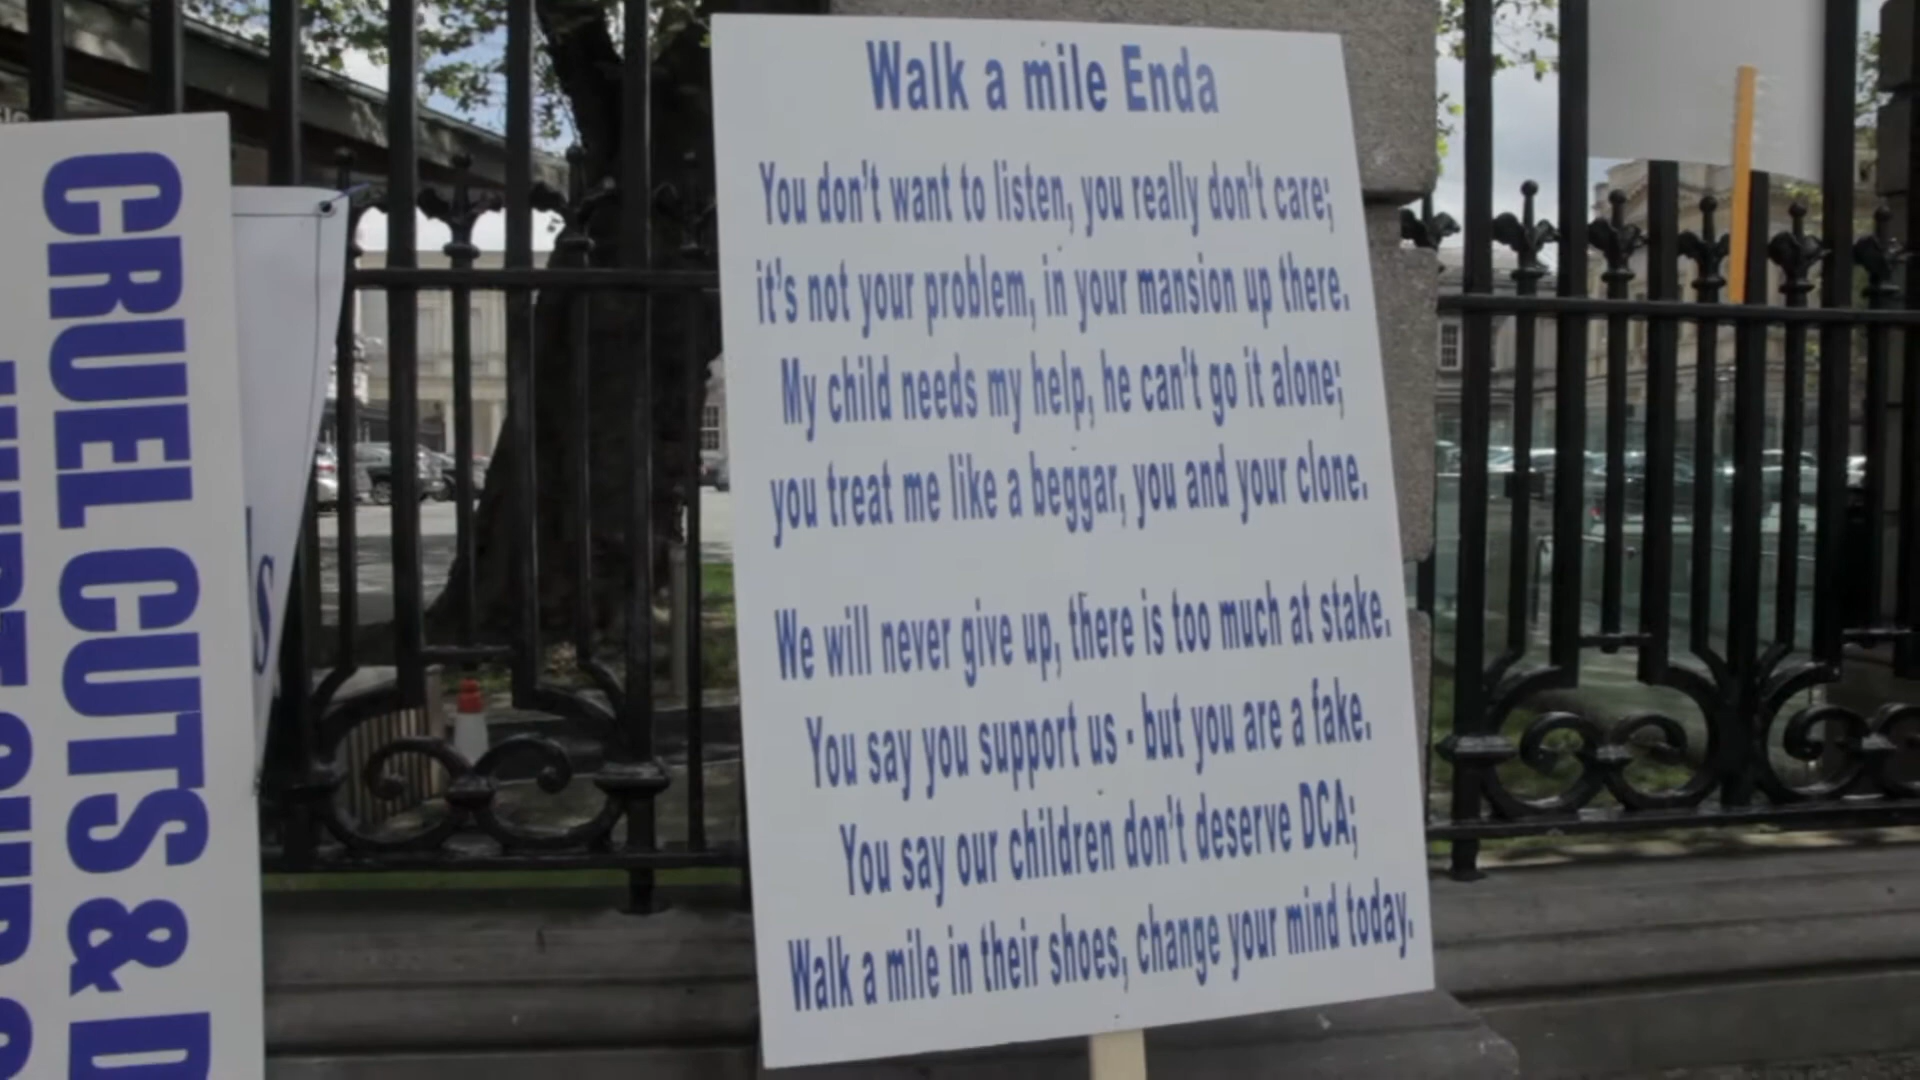 CRUEL CUTS & D
Walk a mile Enda
You don't want to listen, you really don't care;
it's not your problem, in your mansion up there.
My child needs my help, he can't go it alone;
you treat me like a beggar, you and your clone.
We will never give up, there is too much at stake.
You say you support us - but you are a fake.
You say our children don't deserve DCA;
Walk a mile in their shoes, change your mind today.